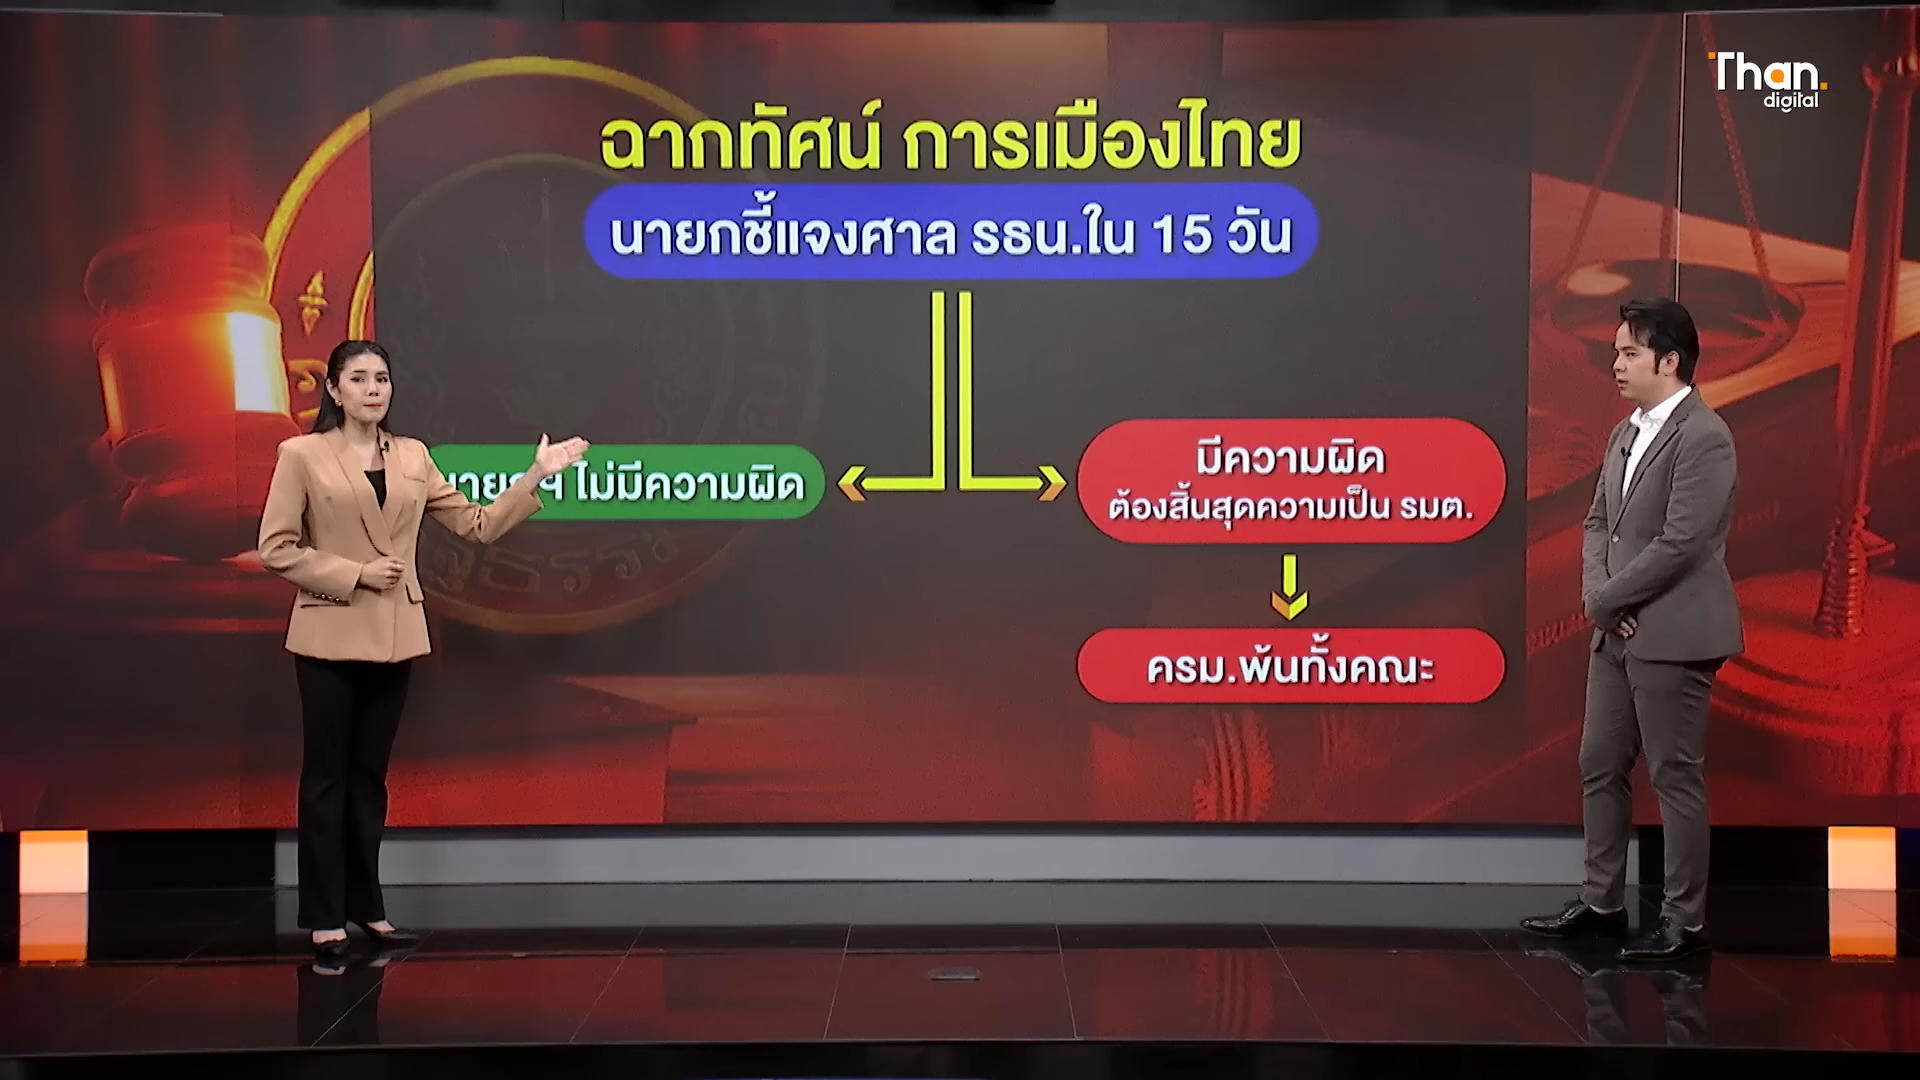 Than.
digital
ฉากทัศน์ การเมืองไทย
นายกชี้แจงศาล รธน.ใน 15 วัน
ไม่มีความผิด
มีความผิด
ต้องสิ้นสุดความเป็น รมต.
ครม.พ้นทั้งคณะ